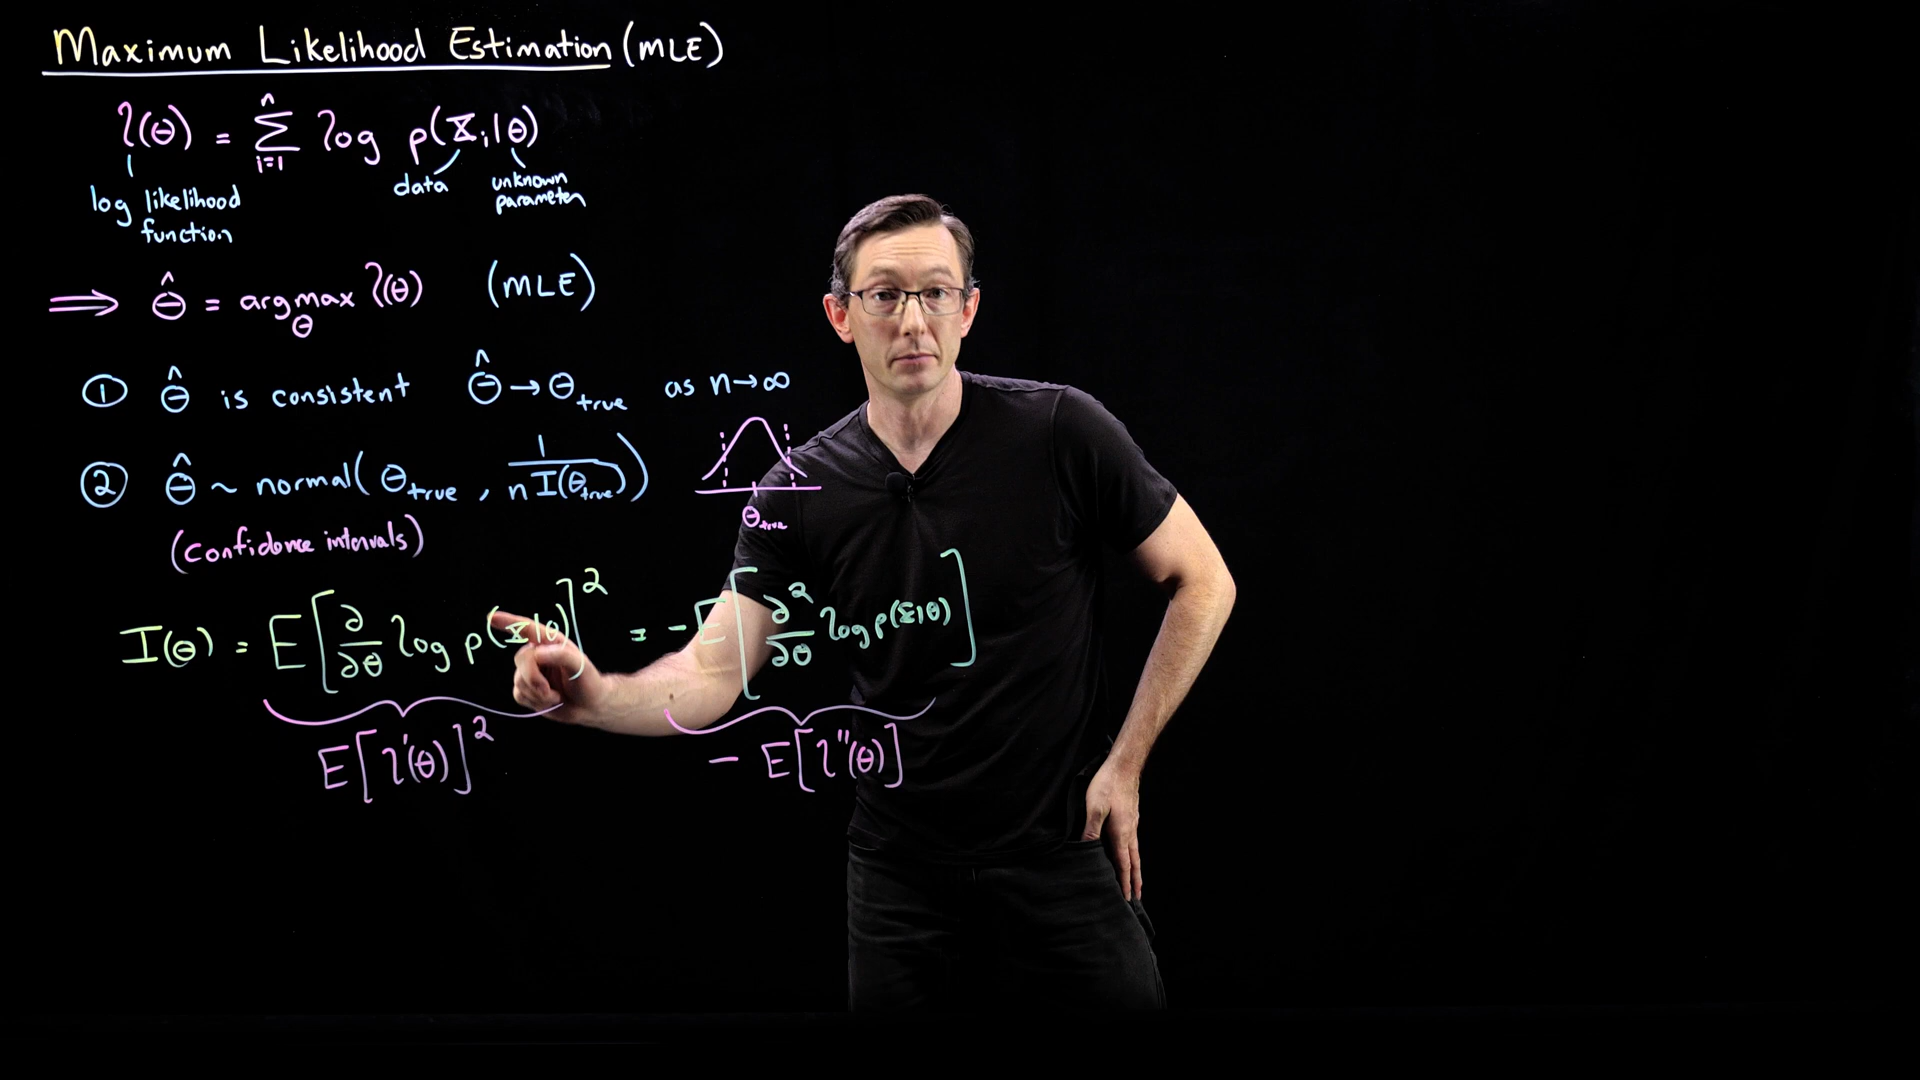 Maximum Likelihood Estimation (MLE)
l(θ) = Σ_{i=1}^{n} log p(X_i|θ)
log likelihood function
data
unknown parameter
⟹ θ̂ = argmax_θ l(θ) (MLE)
① θ̂ is consistent θ̂ → θ_true as n→∞
② θ̂ ~ normal(θ_true, 1/(n I(θ_true)))
θ_true
(confidence intervals)
I(θ) = E[∂/∂θ log p(X|θ)]² = -E[∂²/∂θ log p(X|θ)]
E[l'(θ)]² - E[l''(θ)]